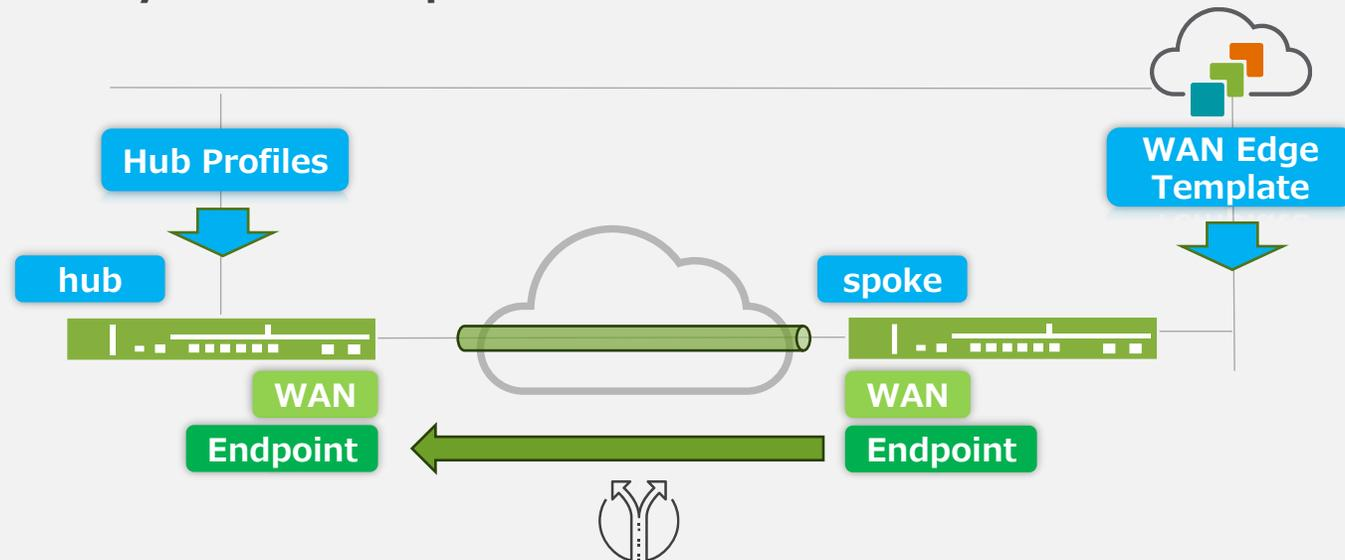 Hub Profiles
WAN Edge
Template
hub
spoke
WAN
WAN
Endpoint
Endpoint